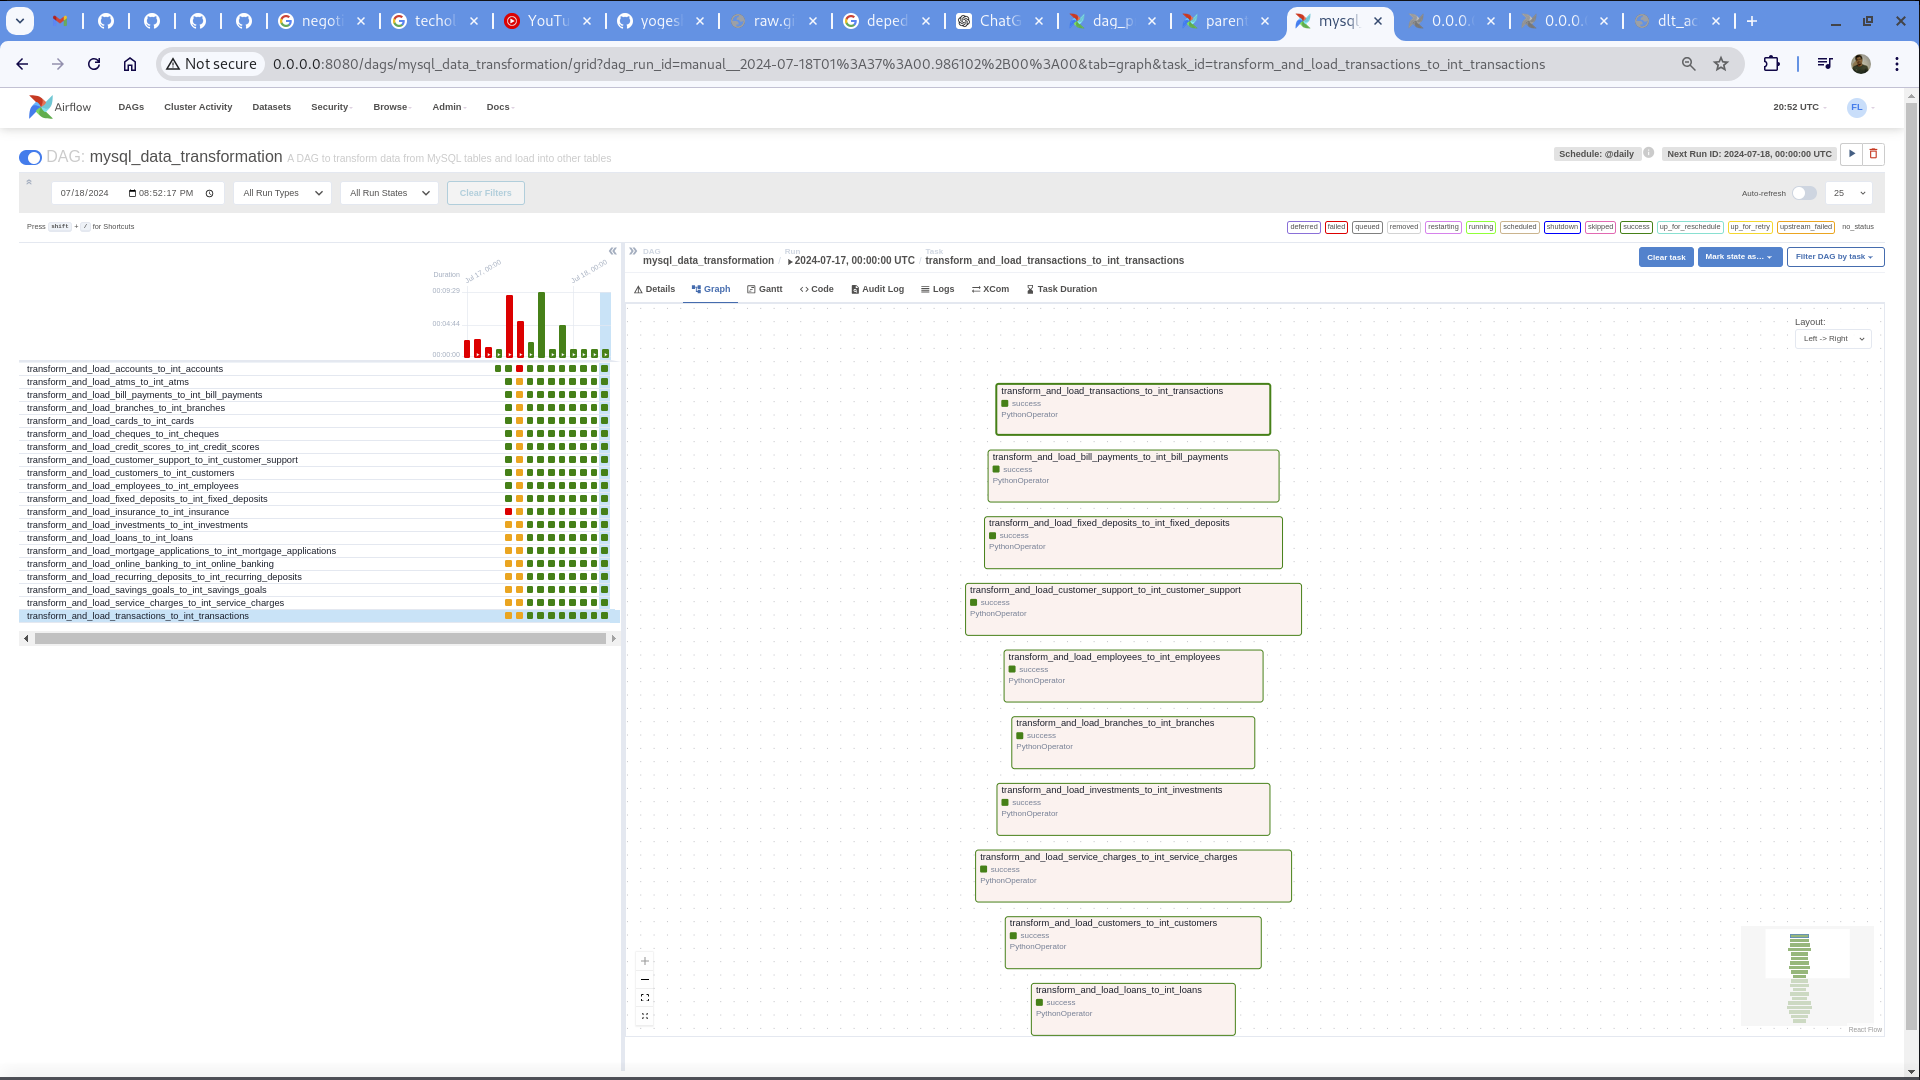 negoti
techol
YouTu
yogesh
raw.gi
deped
ChatG
dag_p
parent
mysql
0.0.0.
0.0.0.
dlt_ac
Not secure
0.0.0.0:8080/dags/mysql_data_transformation/grid?dag_run_id=manual__2024-07-18T01%3A37%3A00.986102%2B00%3A00&tab=graph&task_id=transform_and_load_transactions_to_int_transactions
Airflow
DAGs
Cluster Activity
Datasets
Security
Browse
Admin
Docs
20:52 UTC
FL
DAG: mysql_data_transformation A DAG to transform data from MySQL tables and load into other tables
Schedule: @daily
Next Run ID: 2024-07-18, 00:00:00 UTC
07/18/2024 08:52:17 PM
All Run Types
All Run States
Clear Filters
Auto-refresh
25
Press shift + / for Shortcuts
deferred
failed
queued
removed
restarting
running
scheduled
shutdown
skipped
success
up_for_reschedule
up_for_retry
upstream_failed
no_status
Duration
Jul 17, 00:00
Jul 18, 00:00
00:09:29
00:04:44
00:00:00
transform_and_load_accounts_to_int_accounts
transform_and_load_atms_to_int_atms
transform_and_load_bill_payments_to_int_bill_payments
transform_and_load_branches_to_int_branches
transform_and_load_cards_to_int_cards
transform_and_load_cheques_to_int_cheques
transform_and_load_credit_scores_to_int_credit_scores
transform_and_load_customer_support_to_int_customer_support
transform_and_load_customers_to_int_customers
transform_and_load_employees_to_int_employees
transform_and_load_fixed_deposits_to_int_fixed_deposits
transform_and_load_insurance_to_int_insurance
transform_and_load_investments_to_int_investments
transform_and_load_loans_to_int_loans
transform_and_load_mortgage_applications_to_int_mortgage_applications
transform_and_load_online_banking_to_int_online_banking
transform_and_load_recurring_deposits_to_int_recurring_deposits
transform_and_load_savings_goals_to_int_savings_goals
transform_and_load_service_charges_to_int_service_charges
transform_and_load_transactions_to_int_transactions
DAG
mysql_data_transformation /
Run
2024-07-17, 00:00:00 UTC /
Task
transform_and_load_transactions_to_int_transactions
Clear task
Mark state as...
Filter DAG by task
Details
Graph
Gantt
Code
Audit Log
Logs
XCom
Task Duration
Layout:
Left -> Right
transform_and_load_transactions_to_int_transactions
success
PythonOperator
transform_and_load_bill_payments_to_int_bill_payments
success
PythonOperator
transform_and_load_fixed_deposits_to_int_fixed_deposits
success
PythonOperator
transform_and_load_customer_support_to_int_customer_support
success
PythonOperator
transform_and_load_employees_to_int_employees
success
PythonOperator
transform_and_load_branches_to_int_branches
success
PythonOperator
transform_and_load_investments_to_int_investments
success
PythonOperator
transform_and_load_service_charges_to_int_service_charges
success
PythonOperator
transform_and_load_customers_to_int_customers
success
PythonOperator
transform_and_load_loans_to_int_loans
success
PythonOperator
React Flow